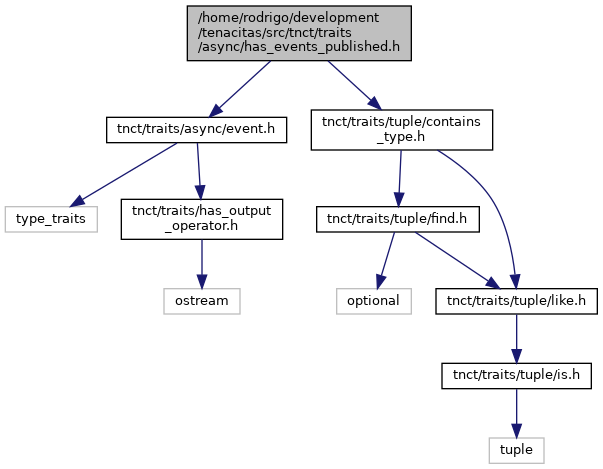 /home/rodrigo/development
/tenacitas/src/tnct/traits
/async/has_events_published.h
tnct/traits/async/event.h
tnct/traits/tuple/contains
_type.h
type_traits
tnct/traits/has_output
_operator.h
tnct/traits/tuple/find.h
ostream
optional
tnct/traits/tuple/like.h
tnct/traits/tuple/is.h
tuple